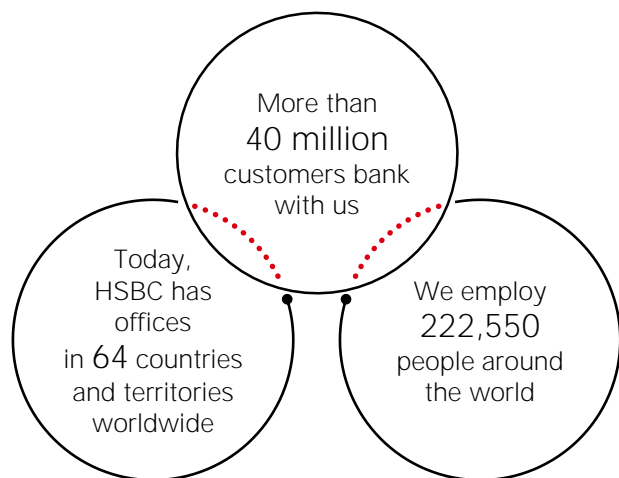 More than
40 million
customers bank
with us
Today,
HSBC has
offices
in 64 countries
and territories
worldwide
We employ
222,550
people around
the world